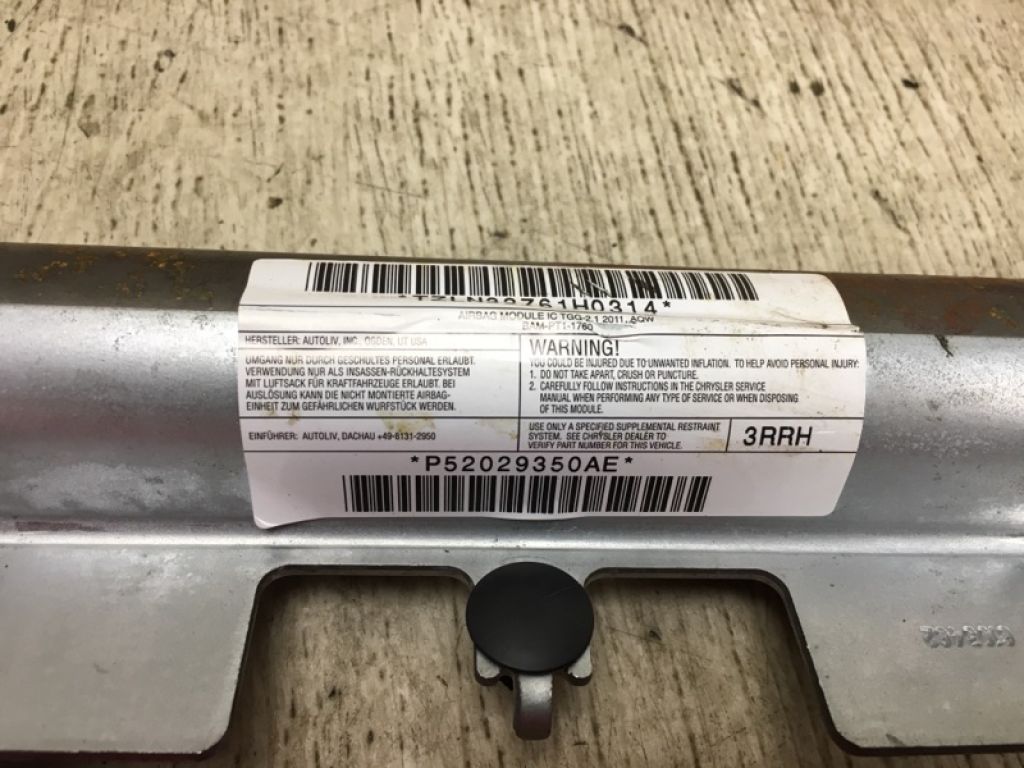 *TZLN33761H0314*
AIRBAG MODULE IC TGG-2.1 2011, AQW
BAM-PT1-1760
HERSTELLER: AUTOLIV, INC. OGDEN, UT USA
UMGANG NUR DURCH GESCHULTES PERSONAL ERLAUBT.
VERWENDUNG NUR ALS INSASSEN-RÜCKHALTESYSTEM
MIT LUFTSACK FÜR KRAFTFAHRZEUGE ERLAUBT. BEI
AUSLÖSUNG KANN DIE NICHT MONTIERTE AIRBAG-
EINHEIT ZUM GEFÄHRLICHEN WURFSTÜCK WERDEN.
EINFÜHRER: AUTOLIV, DACHAU +49-8131-2950
WARNING!
YOU COULD BE INJURED DUE TO UNWANTED INFLATION. TO HELP AVOID PERSONAL INJURY:
1. DO NOT TAKE APART, CRUSH OR PUNCTURE.
2. CAREFULLY FOLLOW INSTRUCTIONS IN THE CHRYSLER SERVICE
MANUAL WHEN PERFORMING ANY TYPE OF SERVICE OR WHEN DISPOSING
OF THIS MODULE.
USE ONLY A SPECIFIED SUPPLEMENTAL RESTRAINT
SYSTEM. SEE CHRYSLER DEALER TO
VERIFY PART NUMBER FOR THIS VEHICLE.
3RRH
*P52029350AE*